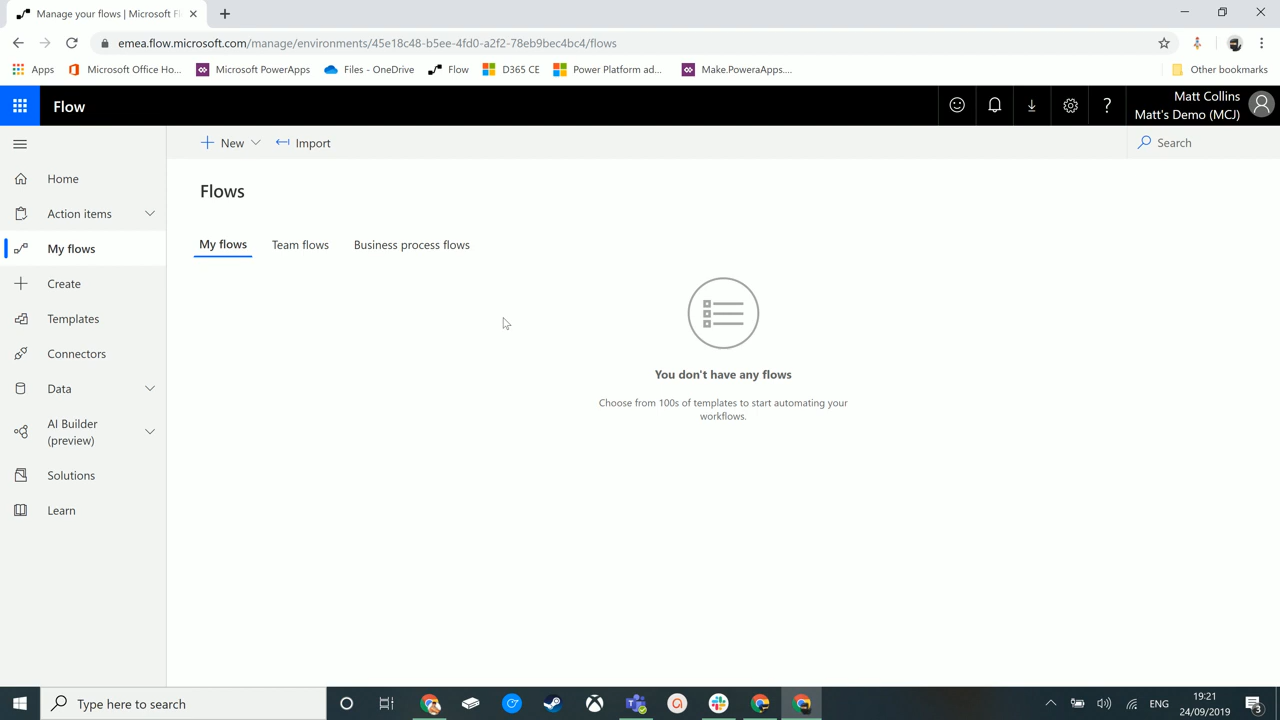 Manage your flows | Microsoft Fl
emea.flow.microsoft.com/manage/environments/45e18c48-b5ee-4fd0-a2f2-78eb9bec4bc4/flows
Apps
Microsoft Office Ho...
Microsoft PowerApps
Files - OneDrive
Flow
D365 CE
Power Platform ad...
Make.PoweraApps....
Other bookmarks
Flow
Matt Collins
Matt's Demo (MCJ)
New
Import
Search
Home
Action items
My flows
Create
Templates
Connectors
Data
AI Builder
(preview)
Solutions
Learn
Flows
My flows
Team flows
Business process flows
You don't have any flows
Choose from 100s of templates to start automating your
workflows.
Type here to search
ENG
19:21
24/09/2019
3